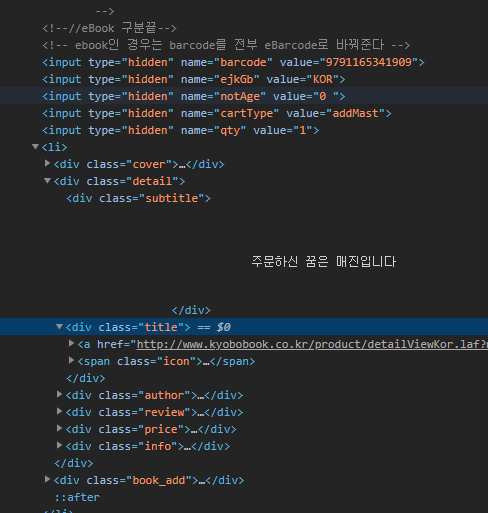 -->
<!--//eBook 구분끝-->
<!-- ebook인 경우는 barcode를 전부 eBarcode로 바꿔준다 -->
<input type="hidden" name="barcode" value="9791165341909">
<input type="hidden" name="ejkGb" value="KOR">
<input type="hidden" name="notAge" value="0 ">
<input type="hidden" name="cartType" value="addMast">
<input type="hidden" name="qty" value="1">
▼<li>
▶<div class="cover">…</div>
▼<div class="detail">
<div class="subtitle">
주문하신 꿈은 매진입니다
</div>
▼<div class="title"> == $0
▶<a href="http://www.kyobobook.co.kr/product/detailViewKor.laf?
▶<span class="icon">…</span>
</div>
▶<div class="author">…</div>
▶<div class="review">…</div>
▶<div class="price">…</div>
▶<div class="info">…</div>
</div>
▶<div class="book_add">…</div>
::after
</li>